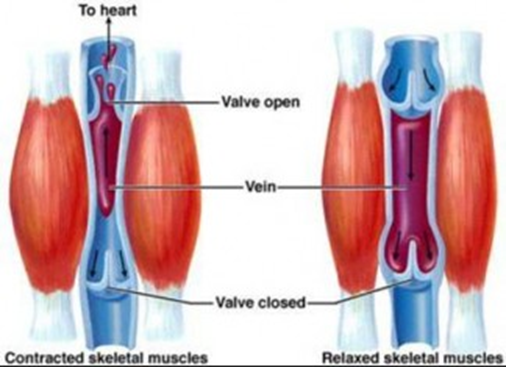 To heart
Valve open
Vein
Valve closed
Contracted skeletal muscles
Relaxed skeletal muscles